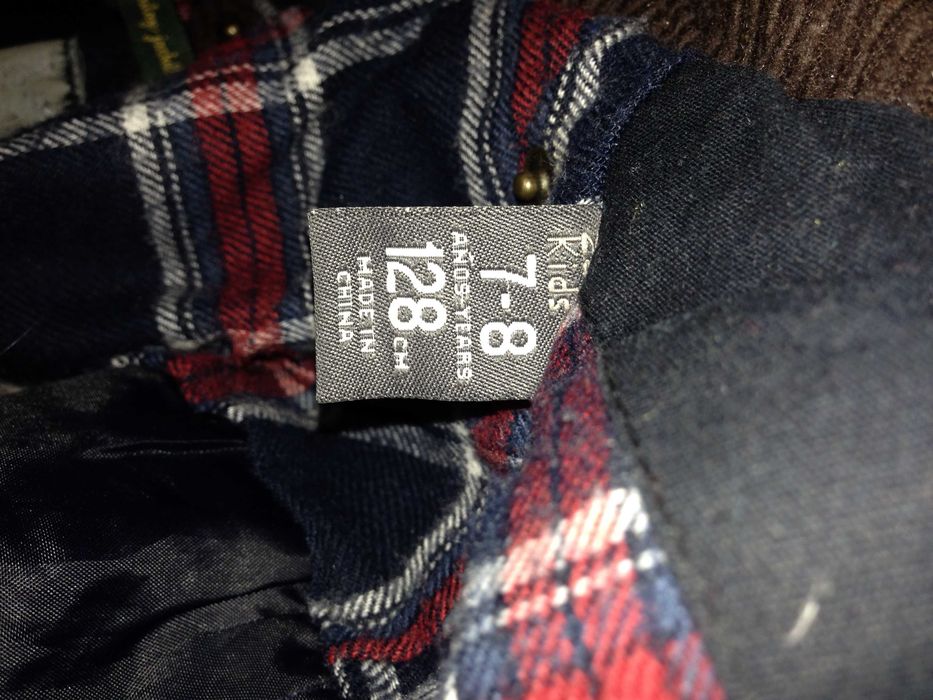 Kids
7-8
AÑOS-YEARS
128 CM
MADE IN
CHINA